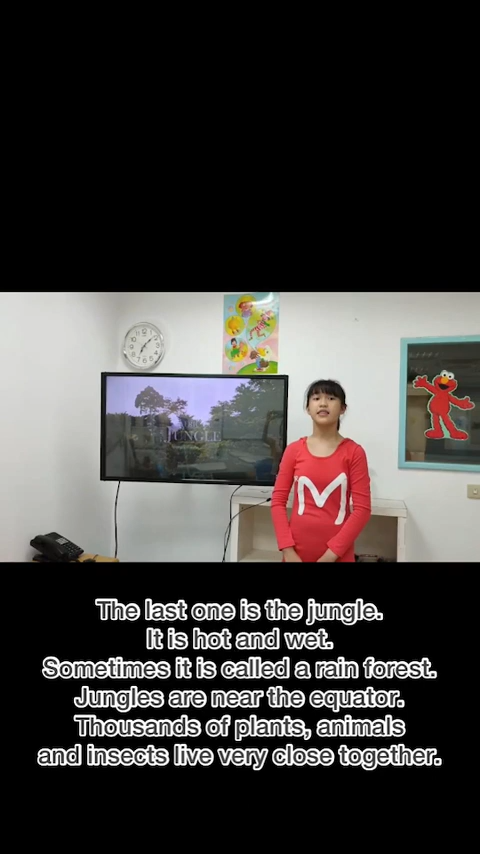 JUNGLE
M
The last one is the jungle.
It is hot and wet.
Sometimes it is called a rain forest.
Jungles are near the equator.
Thousands of plants, animals
and insects live very close together.